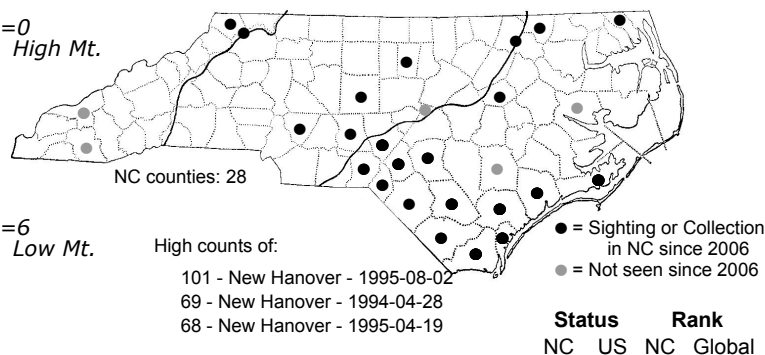 =0
High Mt.
NC counties: 28
=6
Low Mt.
High counts of:
101 - New Hanover - 1995-08-02
69 - New Hanover - 1994-04-28
68 - New Hanover - 1995-04-19
= Sighting or Collection
in NC since 2006
= Not seen since 2006
Status Rank
NC US NC Global